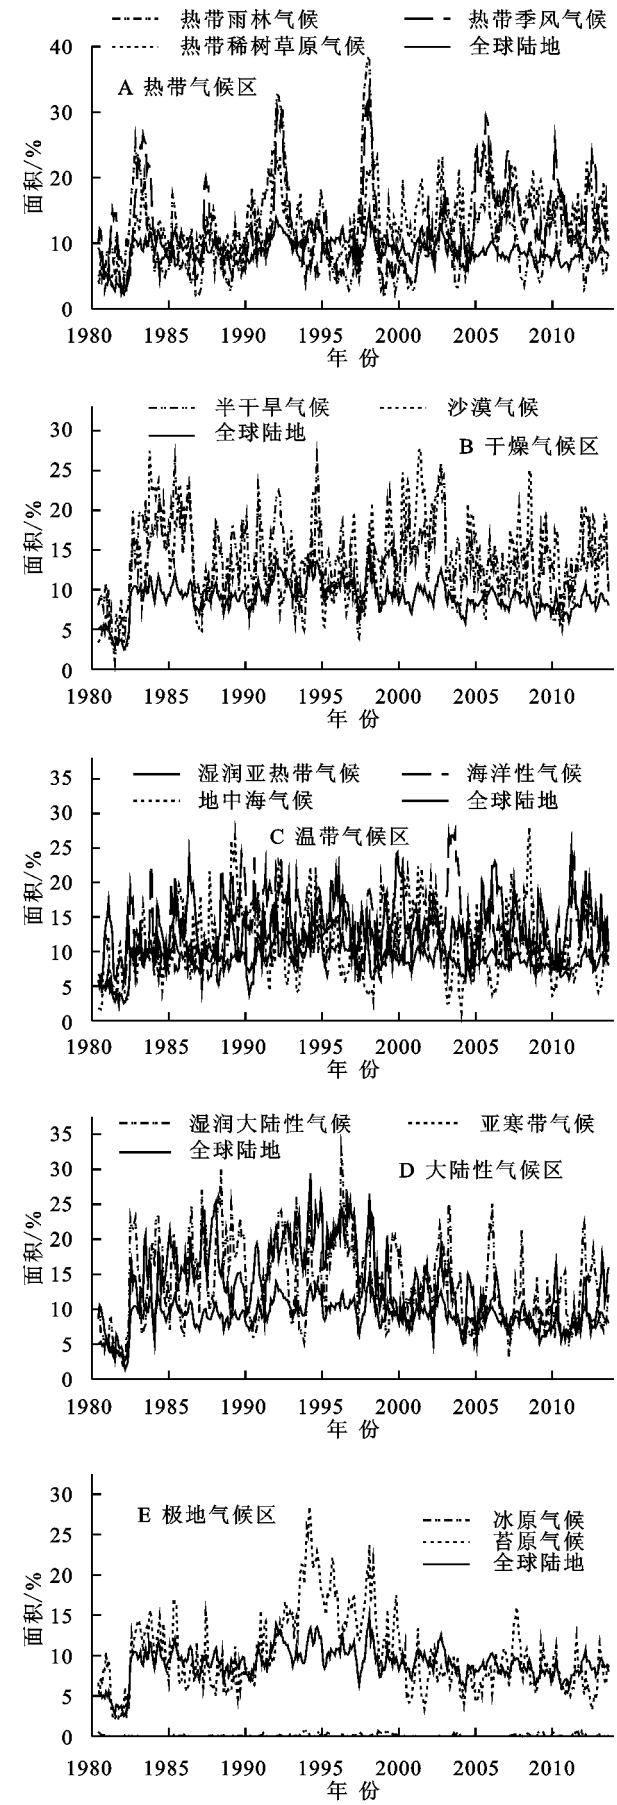 热带雨林气候 热带季风气候
热带稀树草原气候 全球陆地
A 热带气候区
面积/%
40
30
20
10
0
1980 1985 1990 1995 2000 2005 2010
年 份
半干旱气候 沙漠气候
全球陆地
B 干燥气候区
面积/%
30
25
20
15
10
5
0
1980 1985 1990 1995 2000 2005 2010
年 份
湿润亚热带气候 海洋性气候
地中海气候 全球陆地
C 温带气候区
面积/%
35
30
25
20
15
10
5
0
1980 1985 1990 1995 2000 2005 2010
年 份
湿润大陆性气候 亚寒带气候
全球陆地
D 大陆性气候区
面积/%
35
30
25
20
15
10
5
0
1980 1985 1990 1995 2000 2005 2010
年 份
E 极地气候区
冰原气候
苔原气候
全球陆地
面积/%
30
25
20
15
10
5
0
1980 1985 1990 1995 2000 2005 2010
年 份